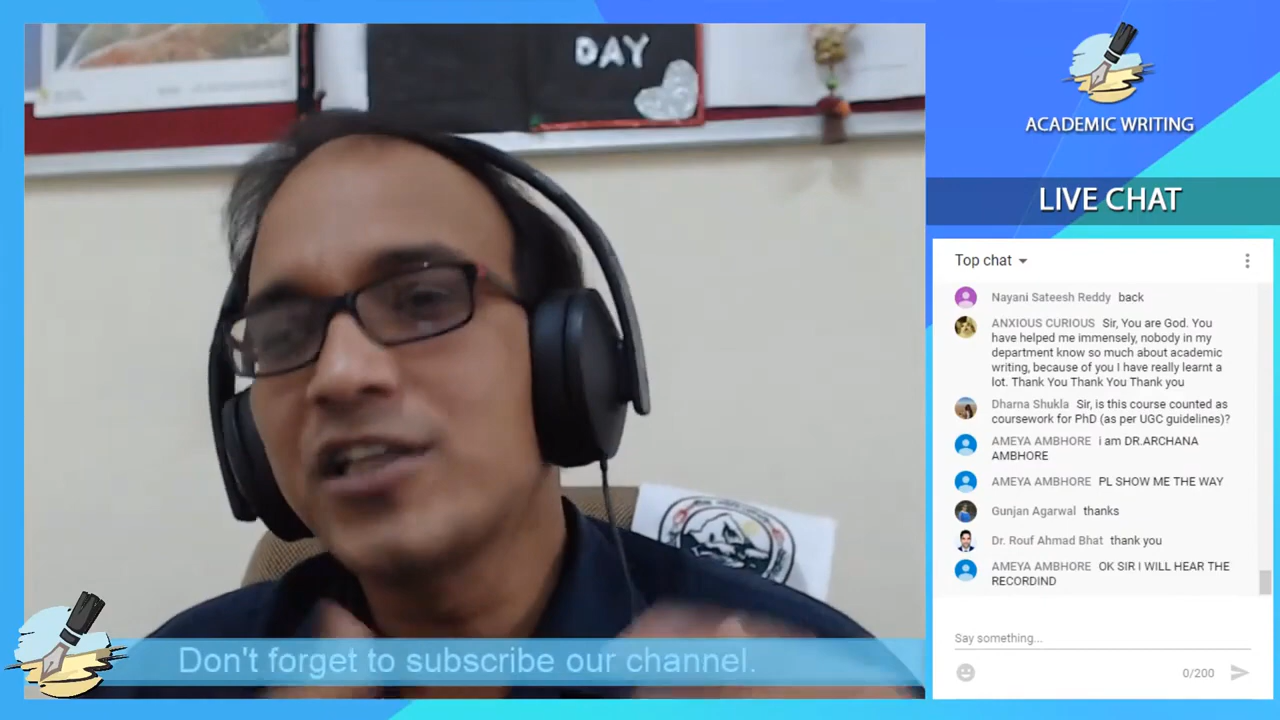 DAY
Don't forget to subscribe our channel.
ACADEMIC WRITING
LIVE CHAT
Top chat
Nayani Sateesh Reddy back
ANXIOUS CURIOUS Sir, You are God. You
have helped me immensely, nobody in my
department know so much about academic
writing, because of you I have really learnt a
lot. Thank You Thank You Thank you
Dharna Shukla Sir, is this course counted as
coursework for PhD (as per UGC guidelines)?
AMEYA AMBHORE i am DR.ARCHANA
AMBHORE
AMEYA AMBHORE PL SHOW ME THE WAY
Gunjan Agarwal thanks
Dr. Rouf Ahmad Bhat thank you
AMEYA AMBHORE OK SIR I WILL HEAR THE
RECORDIND
Say something...
0/200